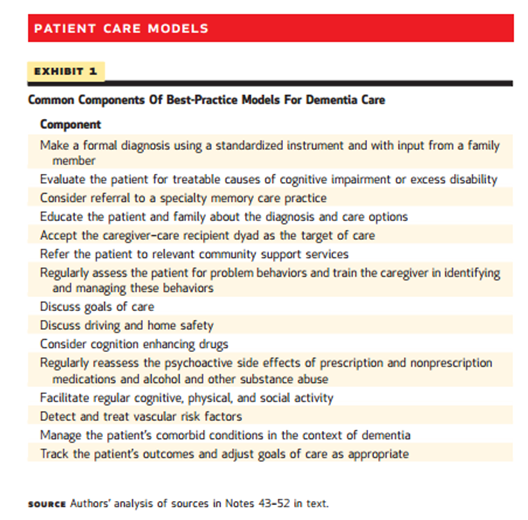 PATIENT CARE MODELS
EXHIBIT 1
Common Components Of Best-Practice Models For Dementia Care
Component
Make a formal diagnosis using a standardized instrument and with input from a family
member
Evaluate the patient for treatable causes of cognitive impairment or excess disability
Consider referral to a specialty memory care practice
Educate the patient and family about the diagnosis and care options
Accept the caregiver–care recipient dyad as the target of care
Refer the patient to relevant community support services
Regularly assess the patient for problem behaviors and train the caregiver in identifying
and managing these behaviors
Discuss goals of care
Discuss driving and home safety
Consider cognition enhancing drugs
Regularly reassess the psychoactive side effects of prescription and nonprescription
medications and alcohol and other substance abuse
Facilitate regular cognitive, physical, and social activity
Detect and treat vascular risk factors
Manage the patient's comorbid conditions in the context of dementia
Track the patient's outcomes and adjust goals of care as appropriate
SOURCE Authors' analysis of sources in Notes 43–52 in text.